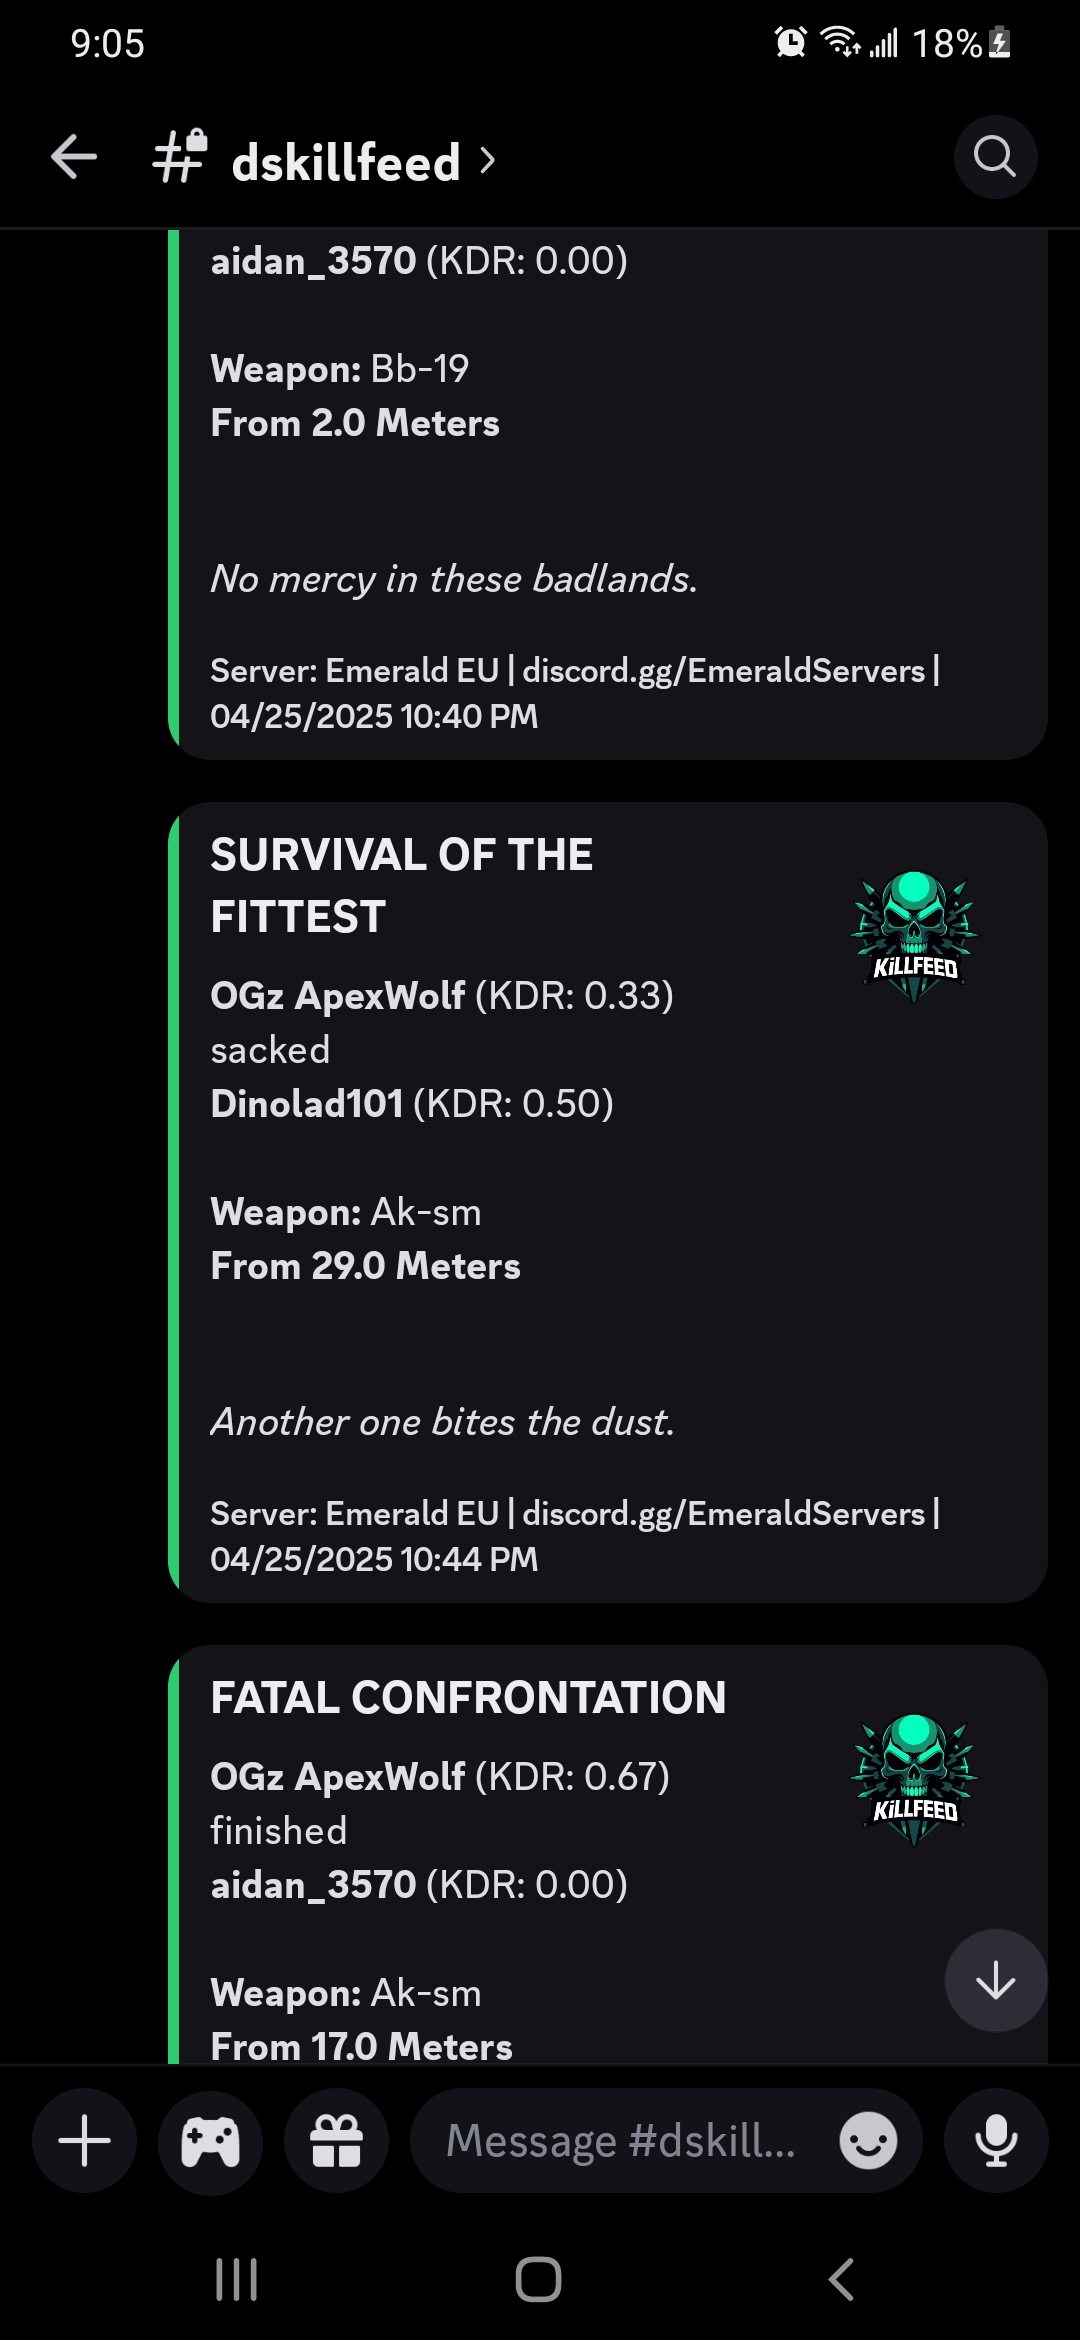 9:05
18%
dskillfeed
aidan_3570 (KDR: 0.00)
Weapon: Bb-19
From 2.0 Meters
No mercy in these badlands.
Server: Emerald EU | discord.gg/EmeraldServers |
04/25/2025 10:40 PM
SURVIVAL OF THE
FITTEST
KiLLFEED
OGz ApexWolf (KDR: 0.33)
sacked
Dinolad101 (KDR: 0.50)
Weapon: Ak-sm
From 29.0 Meters
Another one bites the dust.
Server: Emerald EU | discord.gg/EmeraldServers |
04/25/2025 10:44 PM
FATAL CONFRONTATION
KiLLFEED
OGz ApexWolf (KDR: 0.67)
finished
aidan_3570 (KDR: 0.00)
Weapon: Ak-sm
From 17.0 Meters
Message #dskill...